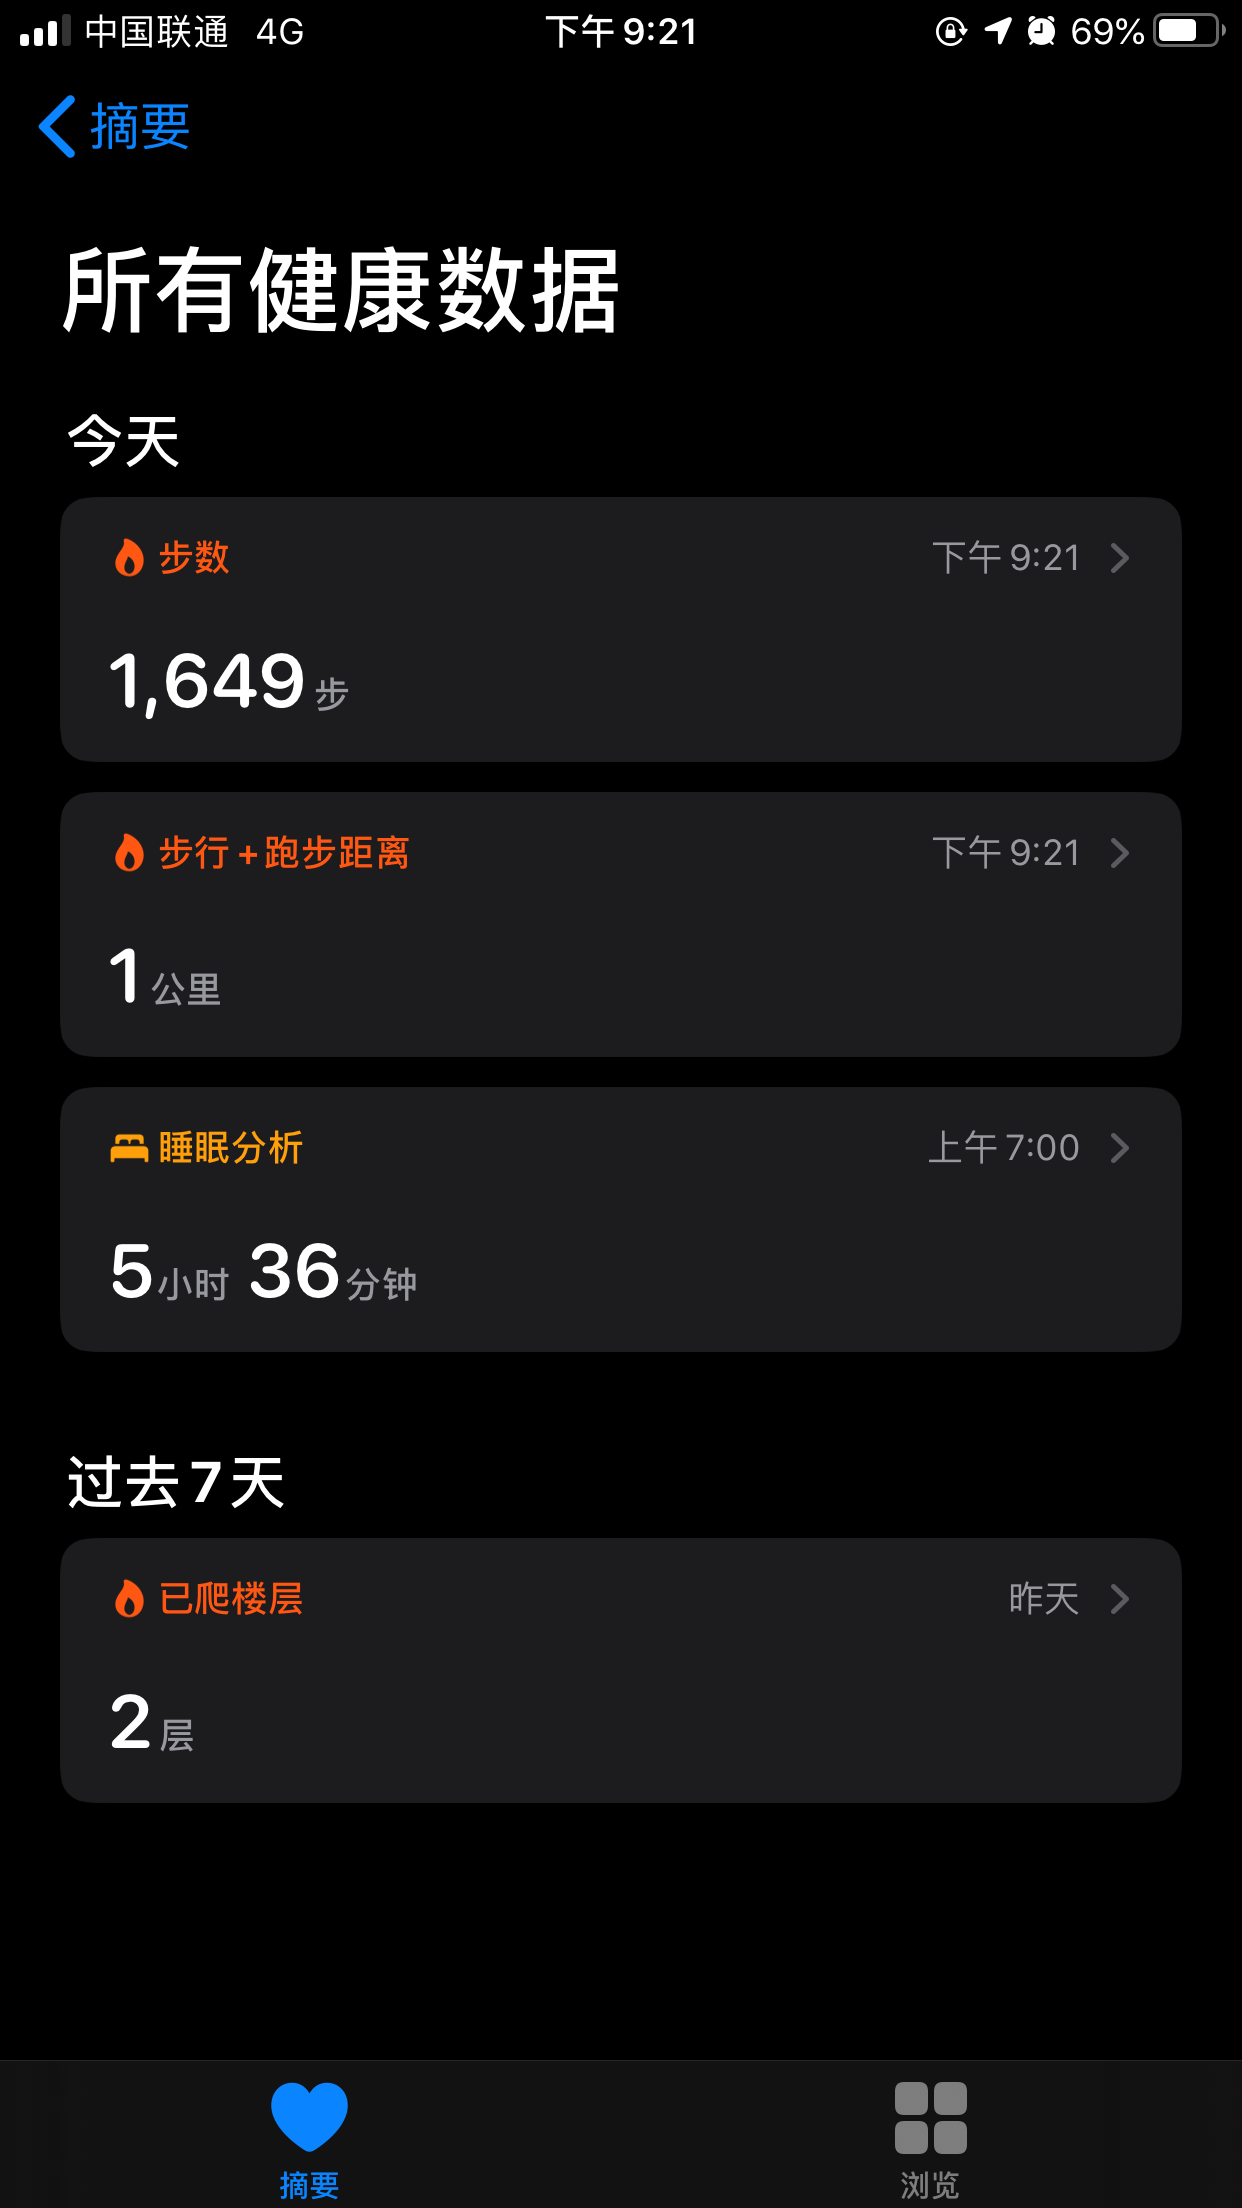 中国联通 4G 下午 9:21 69%
摘要
所有健康数据
今天
步数 下午 9:21
1,649 步
步行 + 跑步距离 下午 9:21
1 公里
睡眠分析 上午 7:00
5 小时 36 分钟
过去 7 天
已爬楼层 昨天
2 层
摘要 浏览